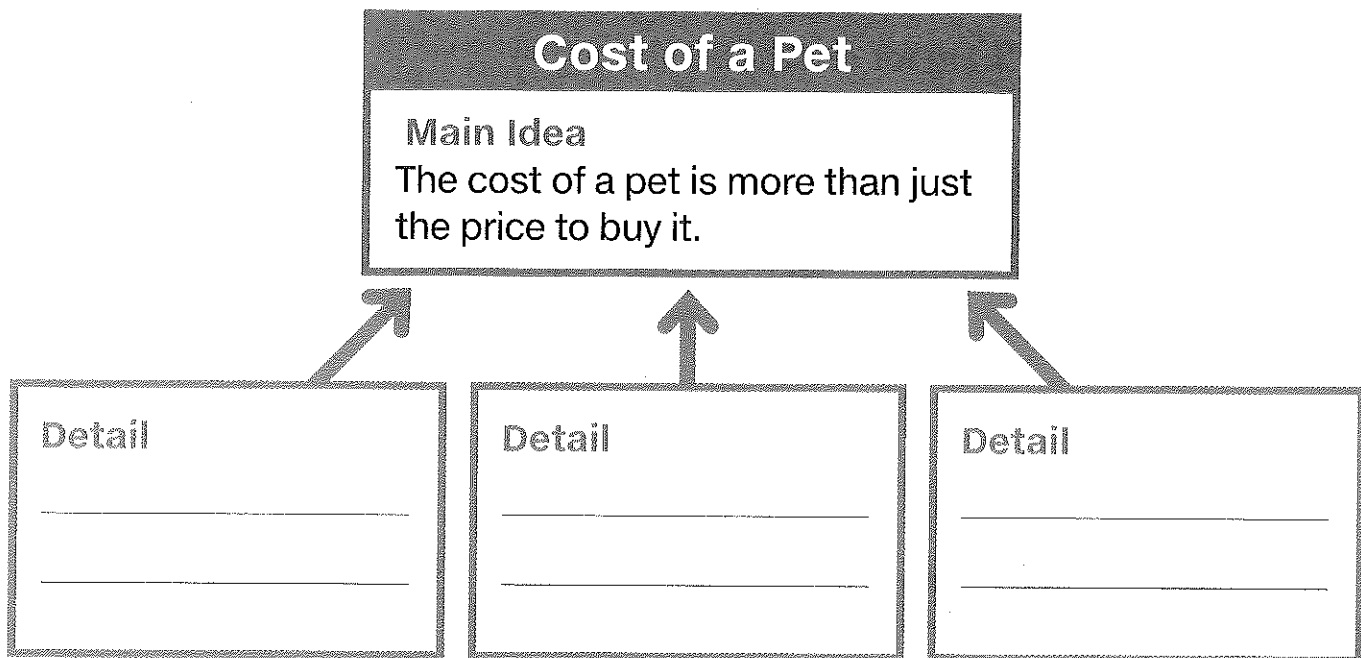 Cost of a Pet
Main Idea
The cost of a pet is more than just
the price to buy it.
Detail
Detail
Detail